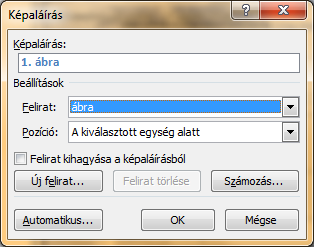 Képaláírás
Képaláírás:
1. ábra
Beállítások
Felirat: ábra
Pozíció: A kiválasztott egység alatt
Felirat kihagyása a képaláírásból
Új felirat... Felirat törlése Számozás...
Automatikus... OK Mégse